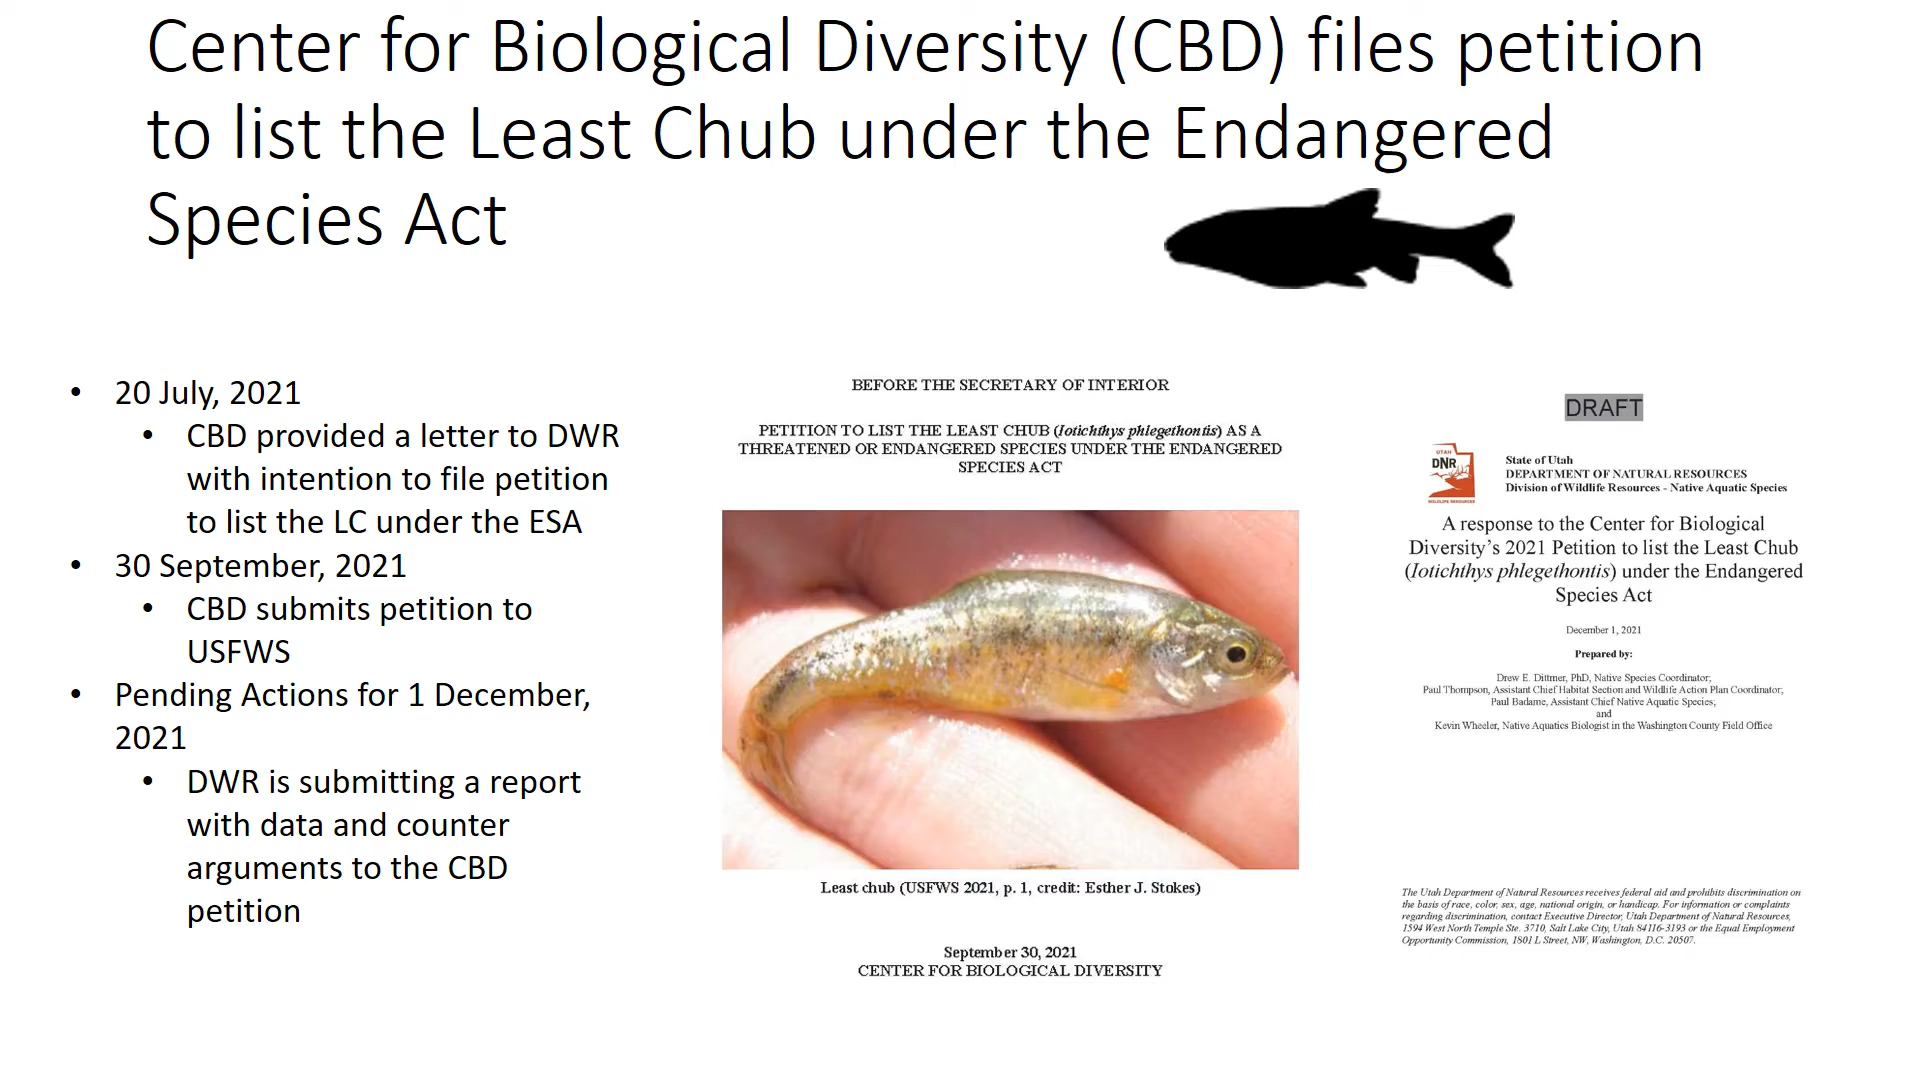 Center for Biological Diversity (CBD) files petition
to list the Least Chub under the Endangered
Species Act
• 20 July, 2021
• CBD provided a letter to DWR
with intention to file petition
to list the LC under the ESA
• 30 September, 2021
• CBD submits petition to
USFWS
• Pending Actions for 1 December,
2021
• DWR is submitting a report
with data and counter
arguments to the CBD
petition
BEFORE THE SECRETARY OF INTERIOR
PETITION TO LIST THE LEAST CHUB (Iotichthys phlegethontis) AS A
THREATENED OR ENDANGERED SPECIES UNDER THE ENDANGERED
SPECIES ACT
Least chub (USFWS 2021, p. 1, credit: Esther J. Stokes)
September 30, 2021
CENTER FOR BIOLOGICAL DIVERSITY
DRAFT
UTAH
DNR
WILDLIFE RESOURCES
State of Utah
DEPARTMENT OF NATURAL RESOURCES
Division of Wildlife Resources - Native Aquatic Species
A response to the Center for Biological
Diversity's 2021 Petition to list the Least Chub
(Iotichthys phlegethontis) under the Endangered
Species Act
December 1, 2021
Prepared by:
Drew E. Dittmer, PhD, Native Species Coordinator;
Paul Thompson, Assistant Chief Habitat Section and Wildlife Action Plan Coordinator;
Paul Badame, Assistant Chief Native Aquatic Species;
and
Kevin Wheeler, Native Aquatics Biologist in the Washington County Field Office
The Utah Department of Natural Resources receives federal aid and prohibits discrimination on
the basis of race, color, sex, age, national origin, or handicap. For information or complaints
regarding discrimination, contact Executive Director, Utah Department of Natural Resources,
1594 West North Temple Ste. 3710, Salt Lake City, Utah 84116-3193 or the Equal Employment
Opportunity Commission, 1801 L Street, NW, Washington, D.C. 20507.